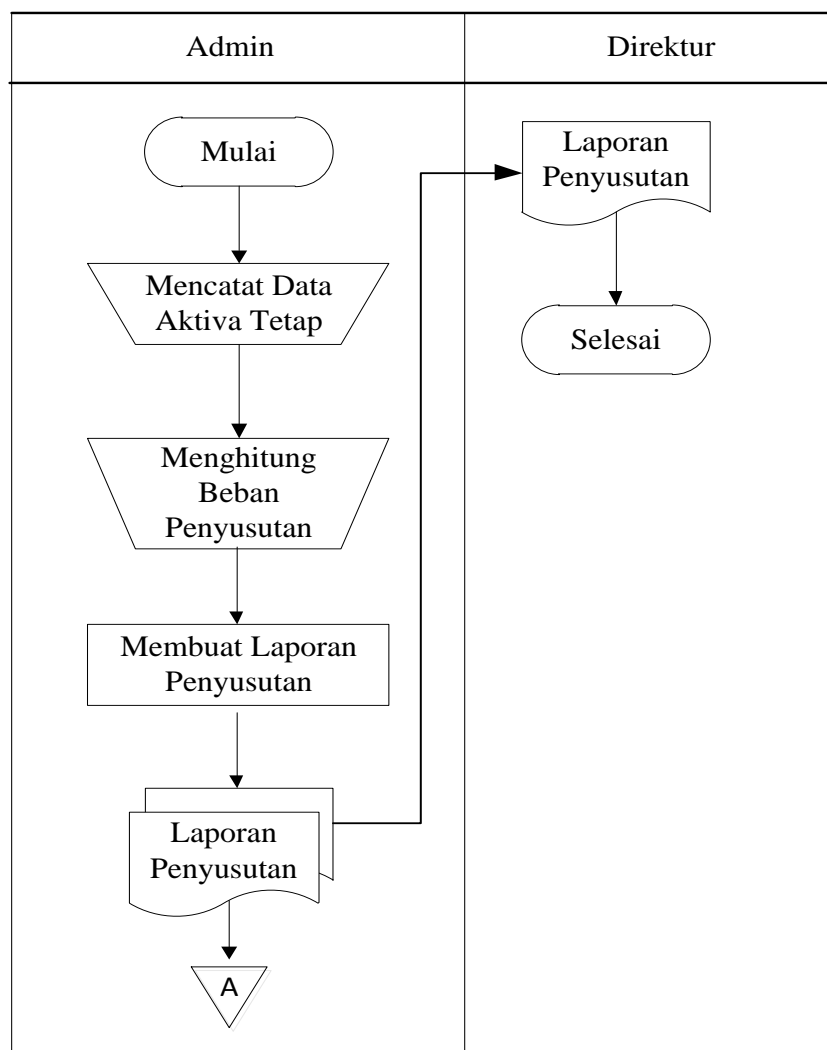 Admin
Direktur
Mulai
Mencatat Data
Aktiva Tetap
Menghitung
Beban
Penyusutan
Membuat Laporan
Penyusutan
Laporan
Penyusutan
A
Laporan
Penyusutan
Selesai